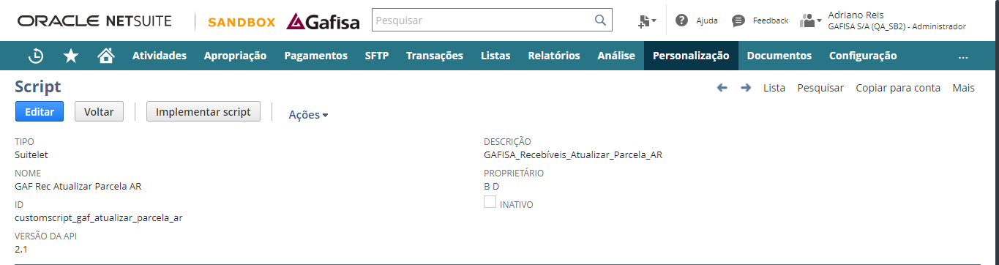 ORACLE NETSUITE
SANDBOX
Gafisa
Pesquisar
Ajuda
Feedback
Adriano Reis
GAFISA S/A (QA_SB2) - Administrador
Atividades Apropriação Pagamentos SFTP Transações Listas Relatórios Análise Personalização Documentos Configuração ...
Script
Lista Pesquisar Copiar para conta Mais
Editar Voltar Implementar script Ações
TIPO
Suitelet
NOME
GAF Rec Atualizar Parcela AR
ID
customscript_gaf_atualizar_parcela_ar
VERSÃO DA API
2.1
DESCRIÇÃO
GAFISA_Recebíveis_Atualizar_Parcela_AR
PROPRIETÁRIO
B D
INATIVO